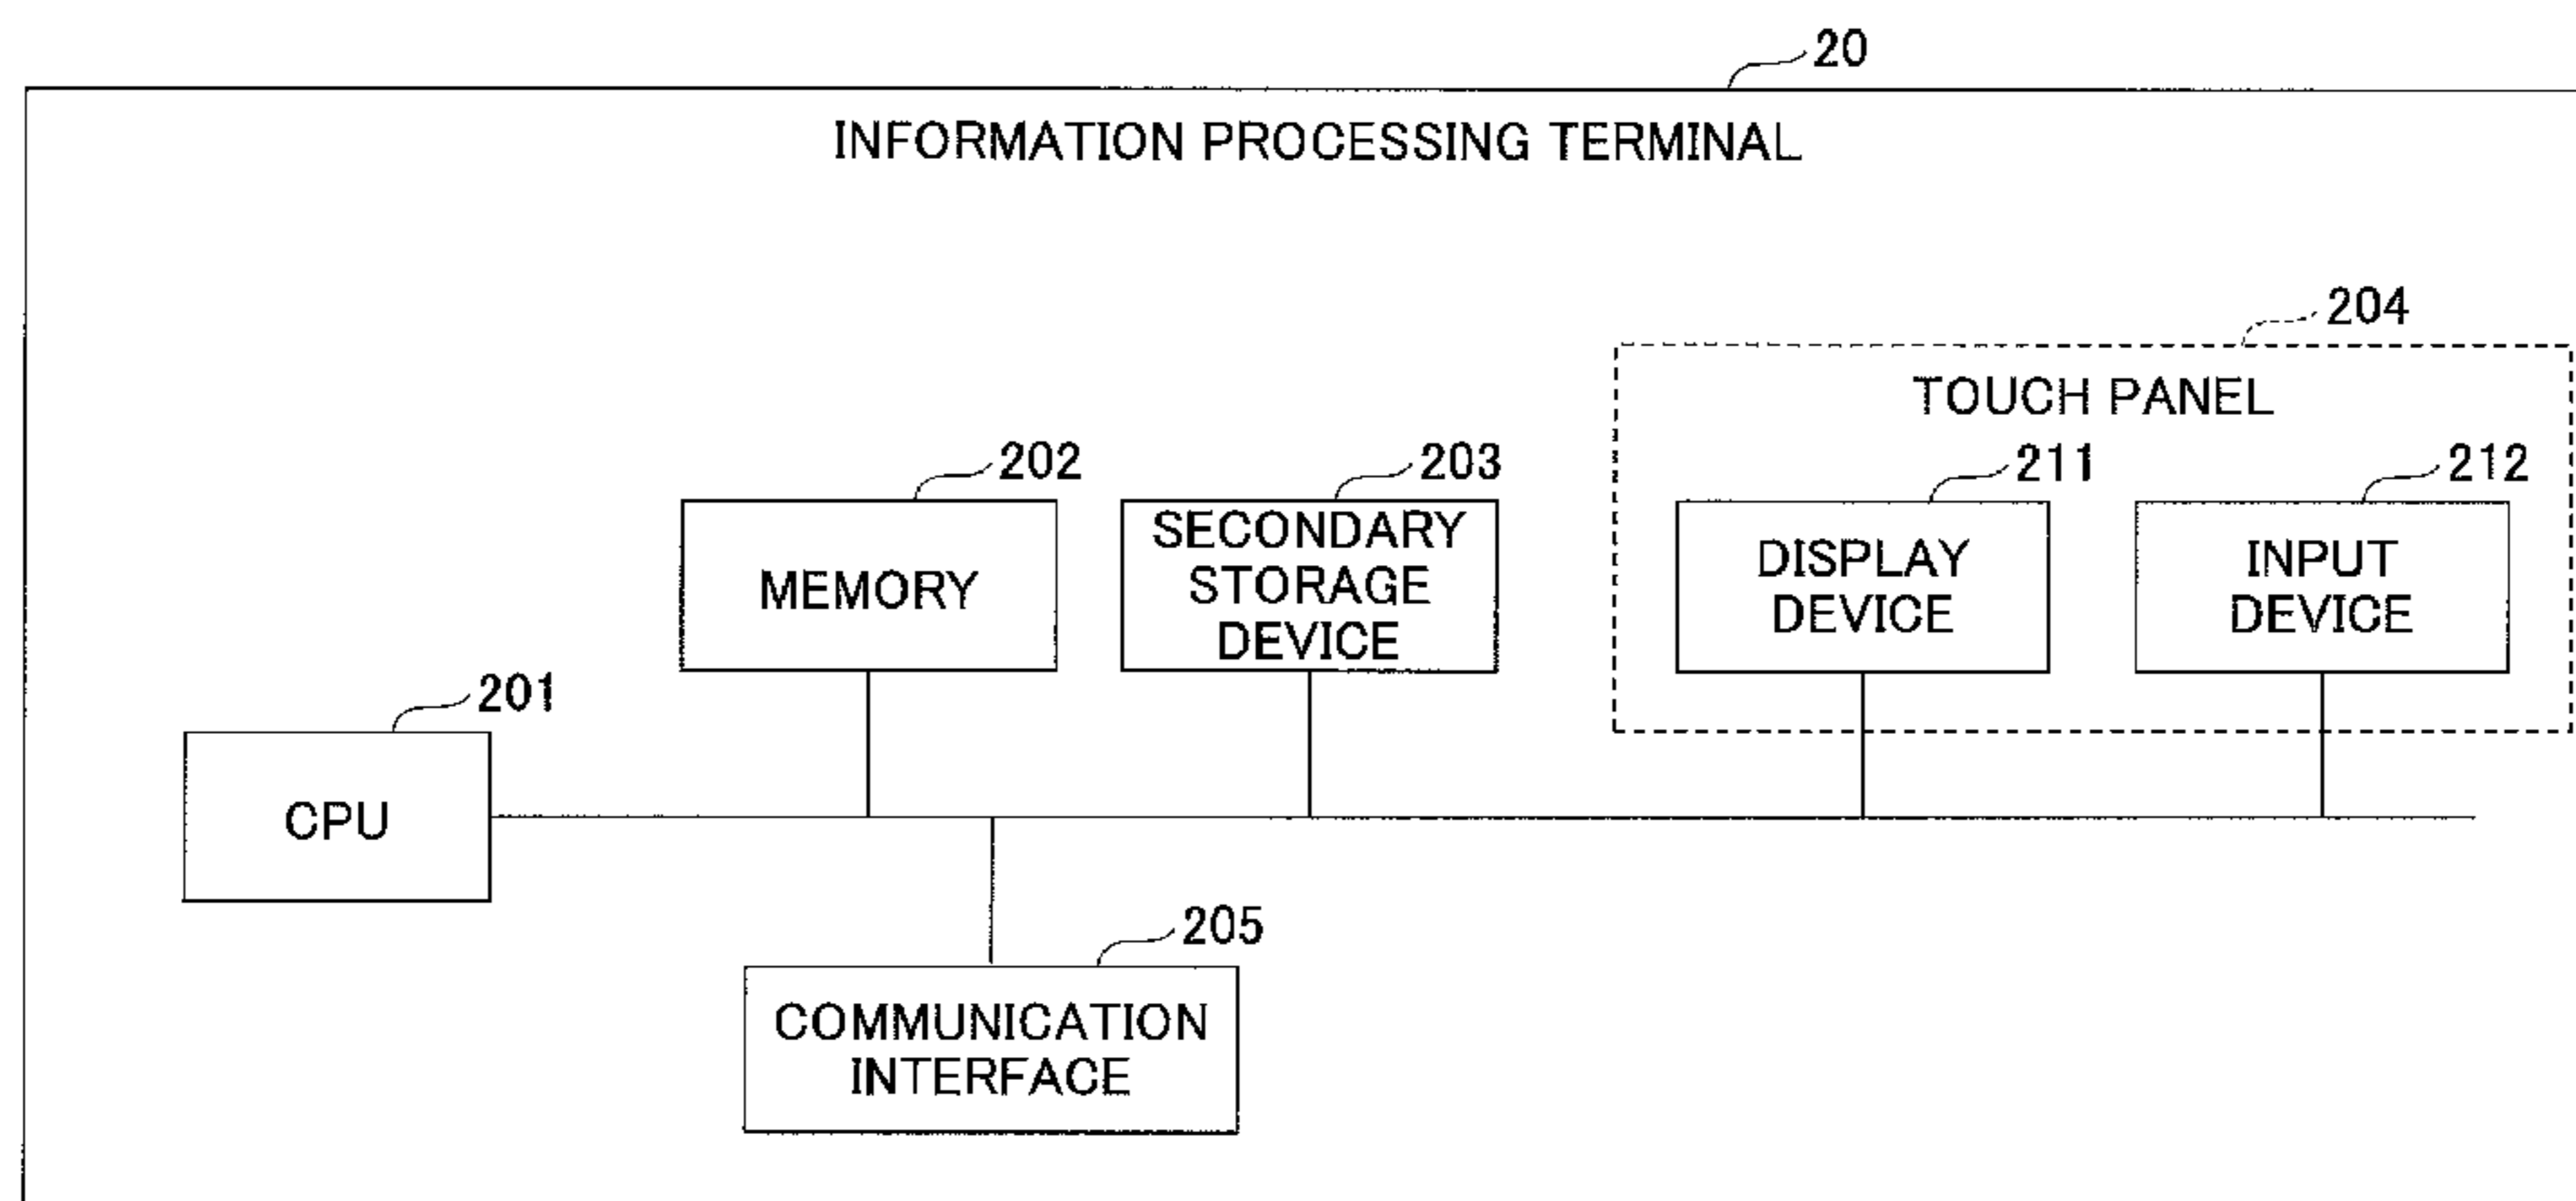 20
INFORMATION PROCESSING TERMINAL
204
TOUCH PANEL
202
203
211
212
MEMORY
SECONDARY
STORAGE
DEVICE
DISPLAY
DEVICE
INPUT
DEVICE
201
CPU
205
COMMUNICATION
INTERFACE